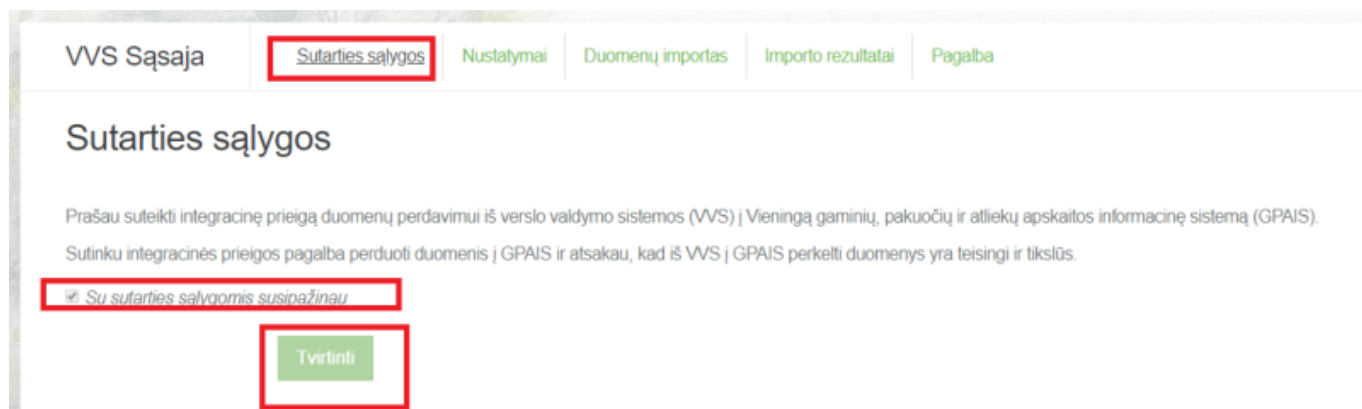 VVS Sąsaja Sutarties sąlygos Nustatymai Duomenų importas Importo rezultatai Pagalba
Sutarties sąlygos
Prašau suteikti integracinę prieigą duomenų perdavimui iš verslo valdymo sistemos (VVS) į Vieningą gaminių, pakuočių ir atliekų apskaitos informacinę sistemą (GPAIS).
Sutinku integracinės prieigos pagalba perduoti duomenis į GPAIS ir atsakau, kad iš VVS į GPAIS perkelti duomenys yra teisingi ir tikslūs.
Su sutarties sąlygomis susipažinau
Tvirtinti